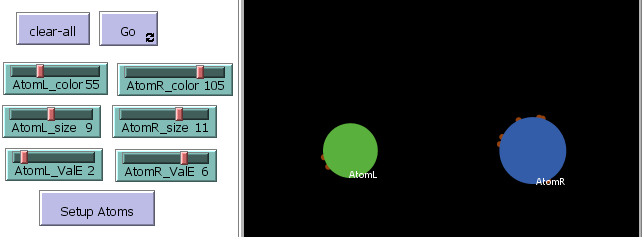 clear-all
Go
AtomL_color 55
AtomR_color 105
AtomL_size 9
AtomR_size 11
AtomL_ValE 2
AtomR_ValE 6
Setup Atoms
AtomL
AtomR